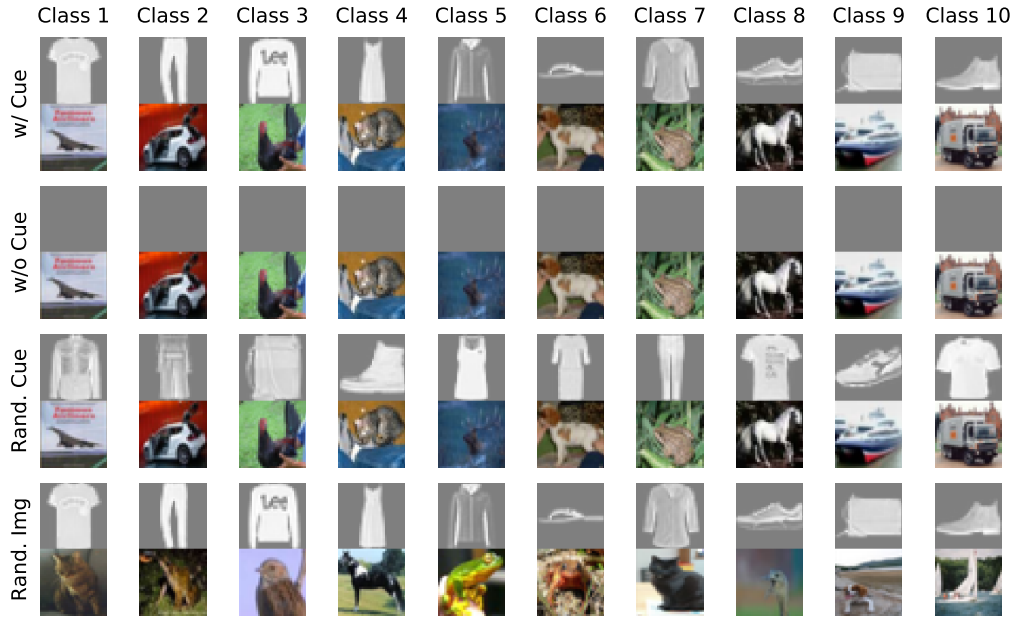 Class 1 Class 2 Class 3 Class 4 Class 5 Class 6 Class 7 Class 8 Class 9 Class 10
w/ Cue
Lee
w/o Cue
Rand. Cue
Rand. Img
Lee